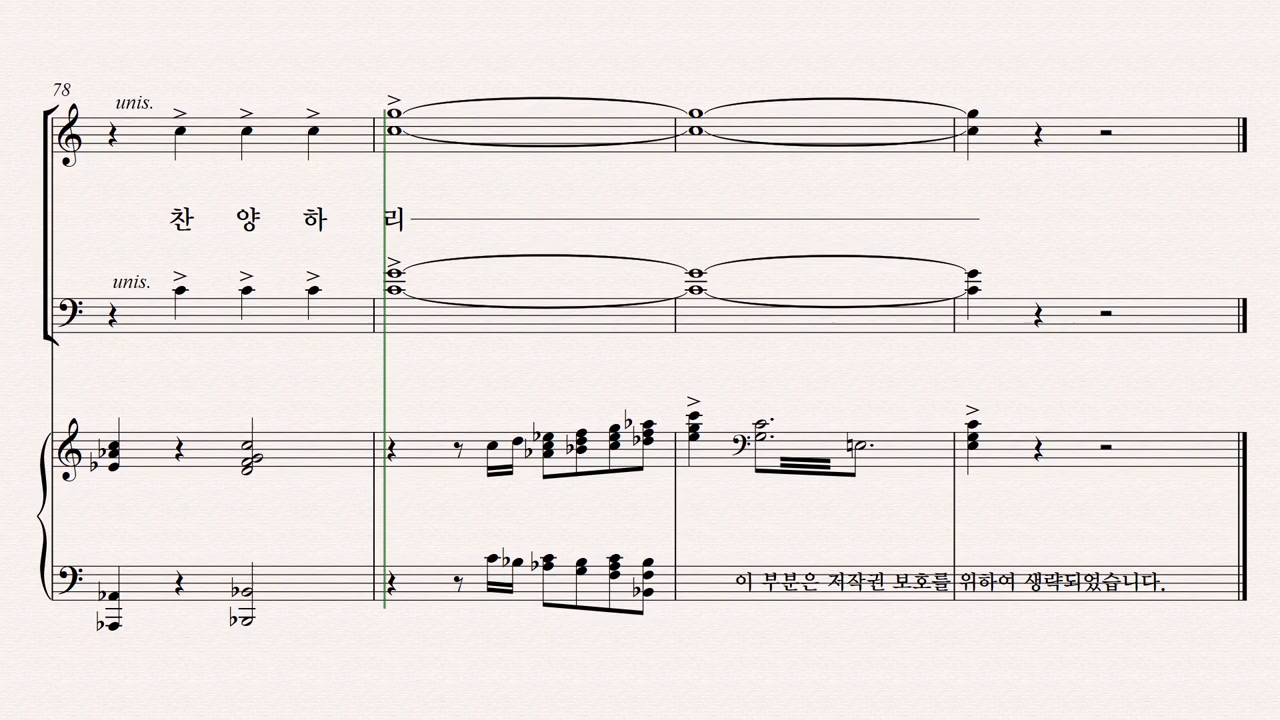 78
unis.
찬 양 하 리
unis.
이 부분은 저작권 보호를 위하여 생략되었습니다.